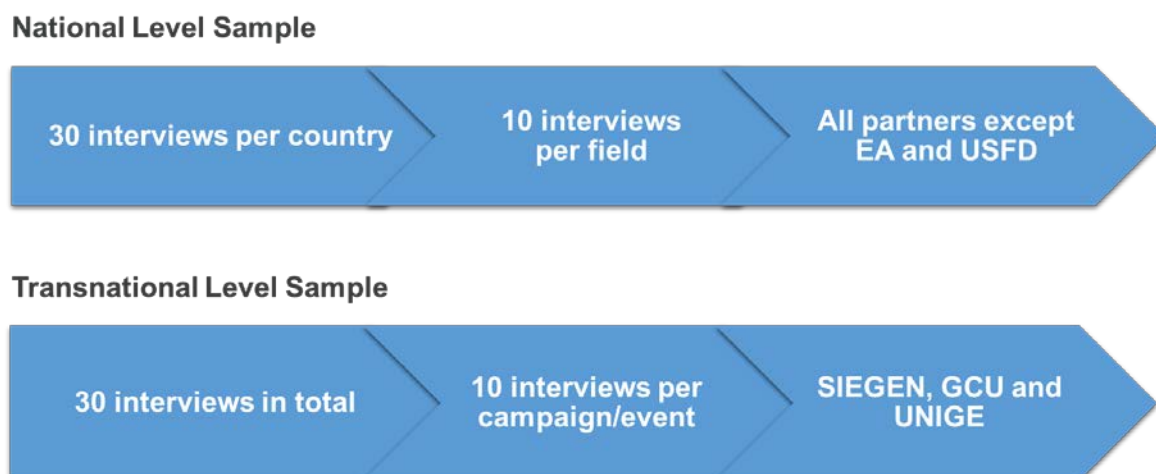 National Level Sample
30 interviews per country
10 interviews
per field
All partners except
EA and USFD
Transnational Level Sample
30 interviews in total
10 interviews per
campaign/event
SIEGEN, GCU and
UNIGE